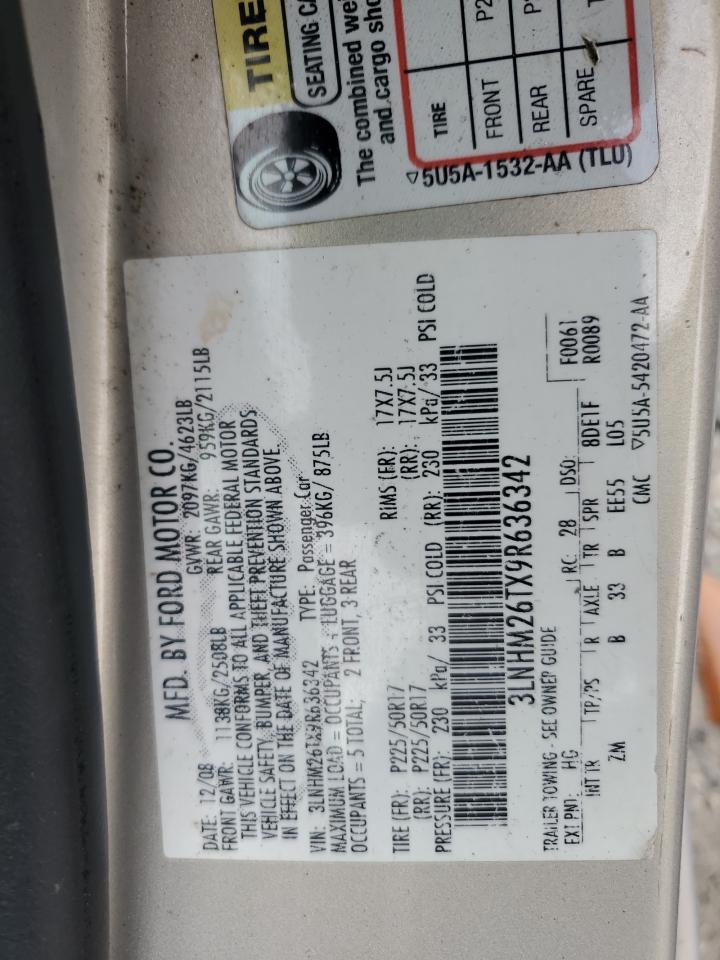 MFD. BY FORD MOTOR CO.
DATE: 12/08 GVWR: 2097KG/4623LB
FRONT GAWR: 1138KG/2508LB REAR GAWR: 959KG/2115LB
THIS VEHICLE CONFORMS TO ALL APPLICABLE FEDERAL MOTOR
VEHICLE SAFETY, BUMPER, AND THEFT PREVENTION STANDARDS
IN EFFECT ON THE DATE OF MANUFACTURE SHOWN ABOVE.
VIN: 3LNHM26TX9R636342 TYPE: Passenger Car
MAXIMUM LOAD = OCCUPANTS + LUGGAGE = 396KG/ 875LB
OCCUPANTS = 5 TOTAL; 2 FRONT, 3 REAR
TIRE (FR): P225/50R17 RIMS (FR): 17X7.5J
(RR): P225/50R17 (RR): 17X7.5J
PRESSURE (FR): 230 kPa/ 33 PSI COLD (RR): 230 kPa/ 33 PSI COLD
3LNHM26TX9R636342
TRAILER TOWING - SEE OWNER GUIDE F0061
EXT PNT: HG RC: 28 DSO: R0089
INT TR TP/PS R AXLE TR SPR 8DE1F
ZM B 33 B EE55 L05
CMC ▽5U5A-5420472-AA
TIRE
SEATING CA
The combined we
and cargo sho
TIRE
FRONT P2
REAR P
SPARE T
▽5U5A-1532-AA (TLU)